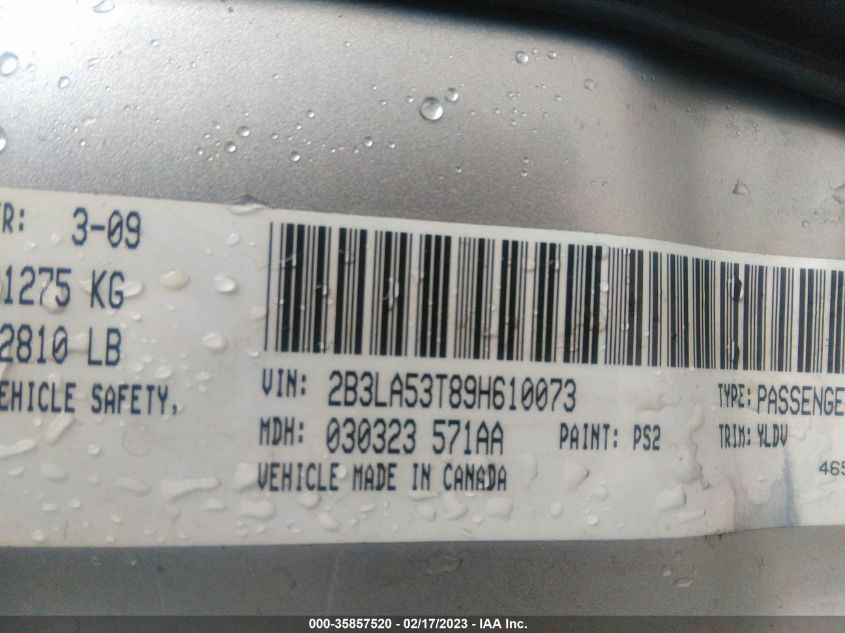 3-09
1275 KG
2810 LB
VEHICLE SAFETY,
VIN: 2B3LA53T89H610073
TYPE: PASSENGE
MDH: 030323 571AA
PAINT: PS2
TRIM: YLDV
VEHICLE MADE IN CANADA
465
000-35857520 - 02/17/2023 - IAA Inc.